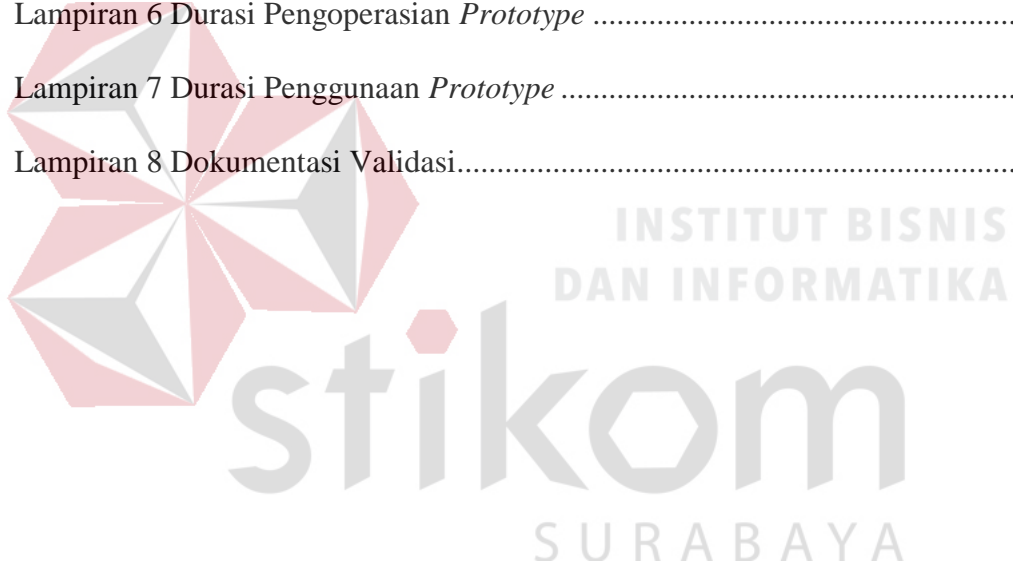 Lampiran 6 Durasi Pengoperasian Prototype ........................................................
Lampiran 7 Durasi Penggunaan Prototype ............................................................
Lampiran 8 Dokumentasi Validasi.........................................................................
INSTITUT BISNIS
DAN INFORMATIKA
stikom
SURABAYA